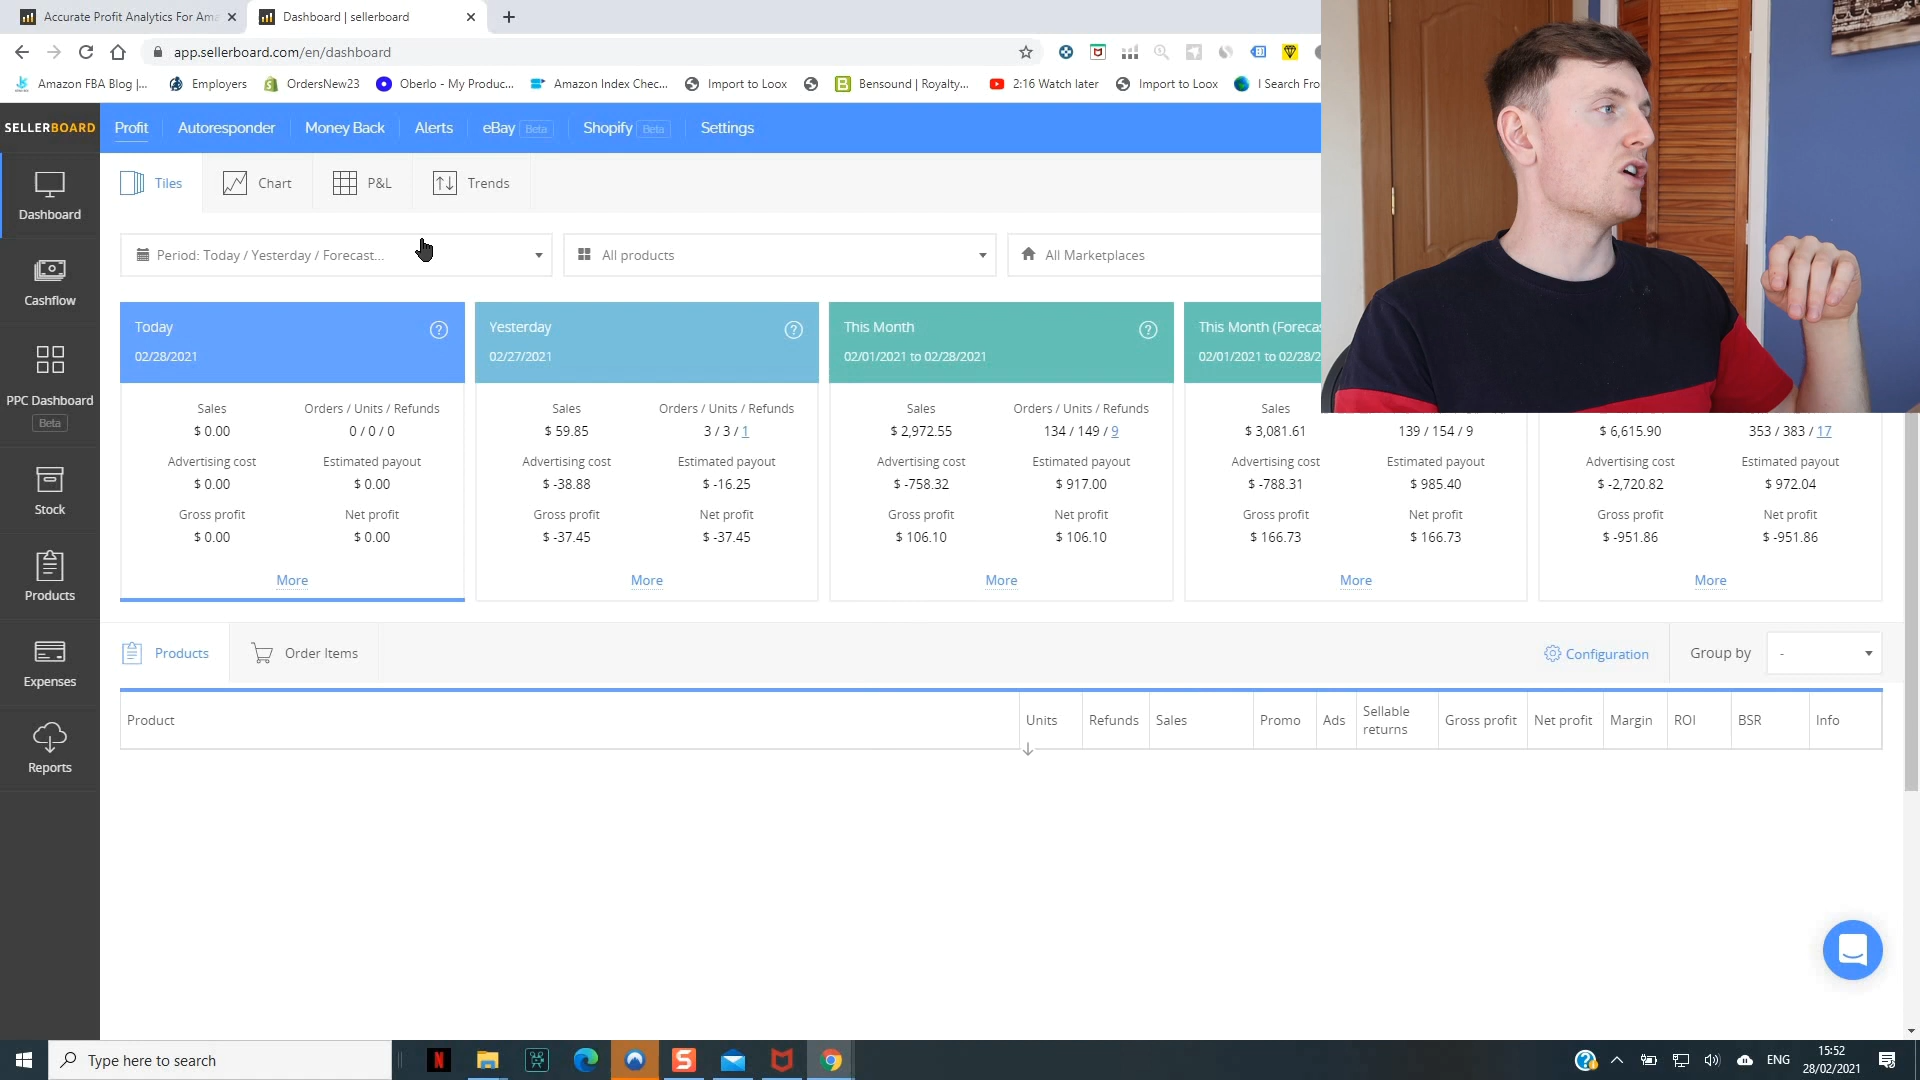 Accurate Profit Analytics For Ama
Dashboard | sellerboard
app.sellerboard.com/en/dashboard
Amazon FBA Blog |...
Employers
OrdersNew23
Oberlo - My Produc...
Amazon Index Chec...
Import to Loox
Bensound | Royalty...
2:16 Watch later
Import to Loox
I Search Fro
SELLERBOARD
Profit
Autoresponder
Money Back
Alerts
eBay Beta
Shopify Beta
Settings
Tiles
Chart
P&L
Trends
Dashboard
Cashflow
PPC Dashboard
Beta
Stock
Products
Expenses
Reports
Period: Today / Yesterday / Forecast...
All products
All Marketplaces
Today
02/28/2021
Sales
Orders / Units / Refunds
$ 0.00
0 / 0 / 0
Advertising cost
Estimated payout
$ 0.00
$ 0.00
Gross profit
Net profit
$ 0.00
$ 0.00
More
Yesterday
02/27/2021
Sales
Orders / Units / Refunds
$ 59.85
3 / 3 / 1
Advertising cost
Estimated payout
$ -38.88
$ -16.25
Gross profit
Net profit
$ -37.45
$ -37.45
More
This Month
02/01/2021 to 02/28/2021
Sales
Orders / Units / Refunds
$ 2,972.55
134 / 149 / 9
Advertising cost
Estimated payout
$ -758.32
$ 917.00
Gross profit
Net profit
$ 106.10
$ 106.10
More
This Month (Foreca
02/01/2021 to 02/28/2
Sales
$ 3,081.61
139 / 154 / 9
Advertising cost
Estimated payout
$ -788.31
$ 985.40
Gross profit
Net profit
$ 166.73
$ 166.73
More
$ 6,615.90
353 / 383 / 17
Advertising cost
Estimated payout
$ -2,720.82
$ 972.04
Gross profit
Net profit
$ -951.86
$ -951.86
More
Products
Order Items
Configuration
Group by
-
Product
Units
Refunds
Sales
Promo
Ads
Sellable
returns
Gross profit
Net profit
Margin
ROI
BSR
Info
Type here to search
ENG
15:52
28/02/2021